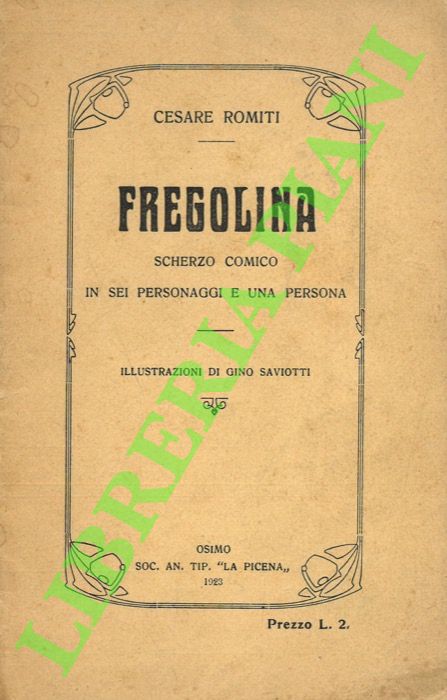 CESARE ROMITI
FREGOLINA
SCHERZO COMICO
IN SEI PERSONAGGI E UNA PERSONA
ILLUSTRAZIONI DI GINO SAVIOTTI
OSIMO
SOC. AN. TIP. "LA PICENA„
1923
Prezzo L. 2.
LIBRERIA PIANI